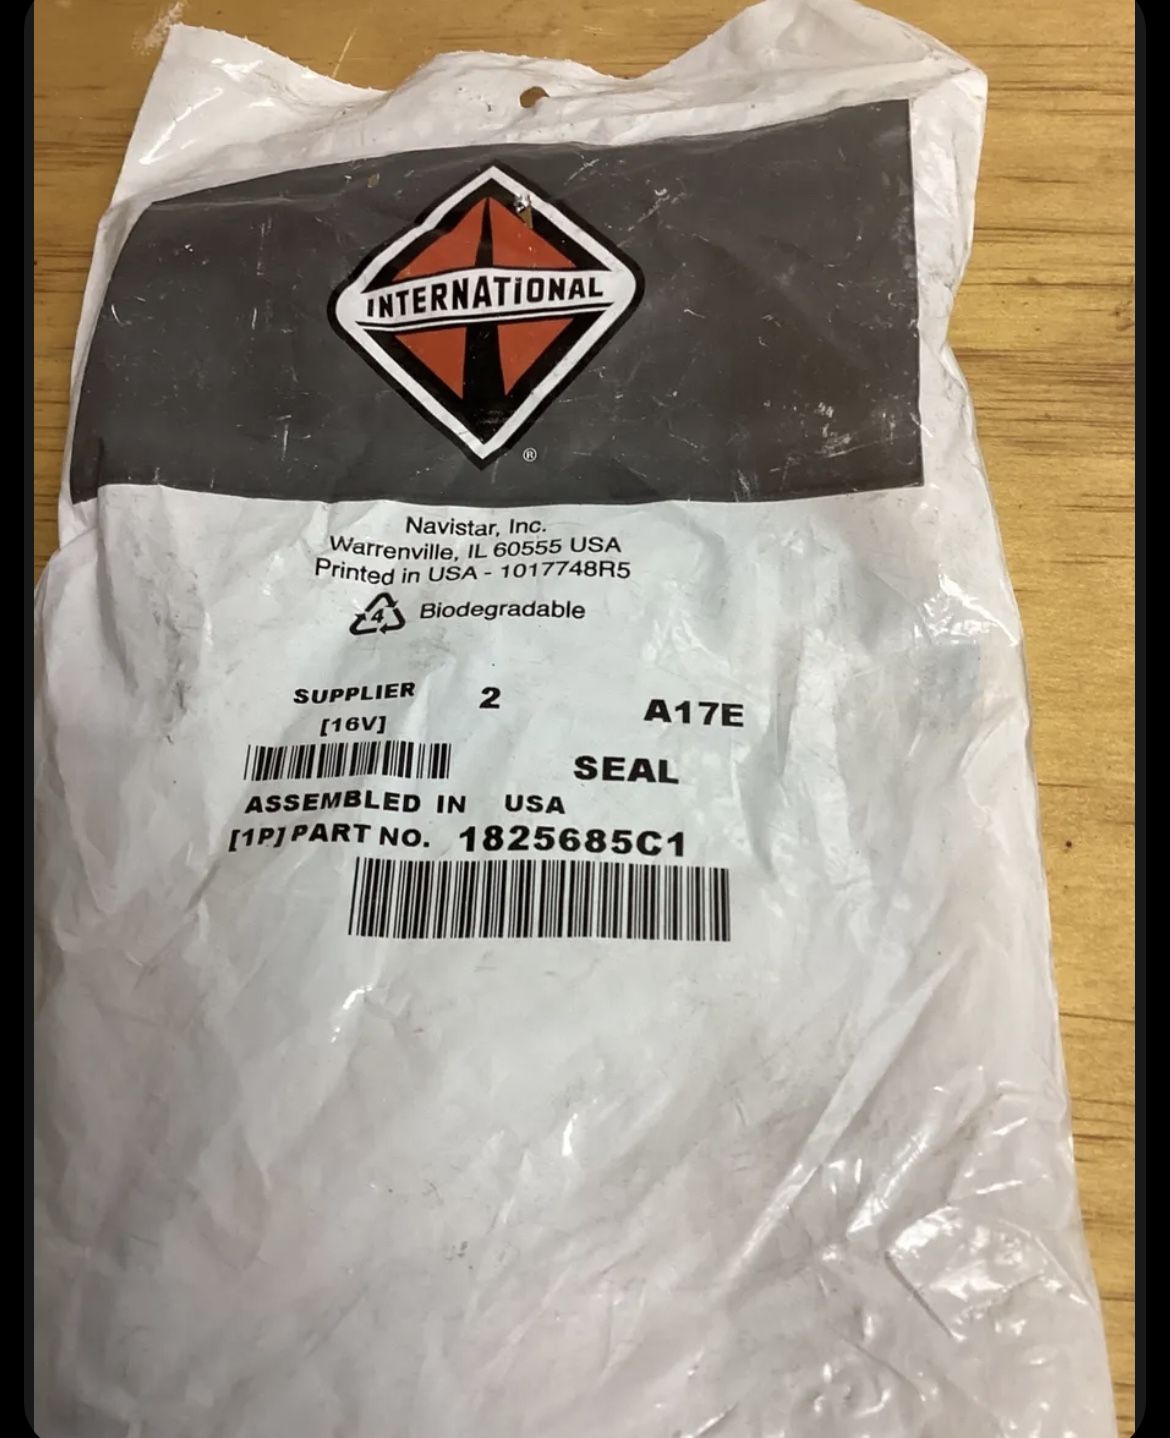 INTERNATIONAL
®
Navistar, Inc.
Warrenville, IL 60555 USA
Printed in USA - 1017748R5
4 Biodegradable
SUPPLIER 2 A17E
[16V]
SEAL
ASSEMBLED IN USA
[1P] PART NO. 1825685C1